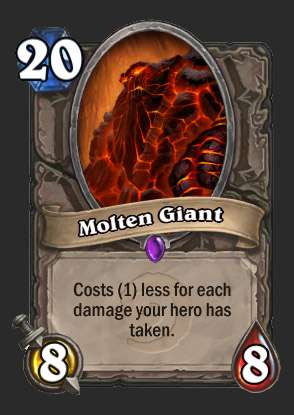 20
Molten Giant
Costs (1) less for each
damage your hero has
taken.
8
8